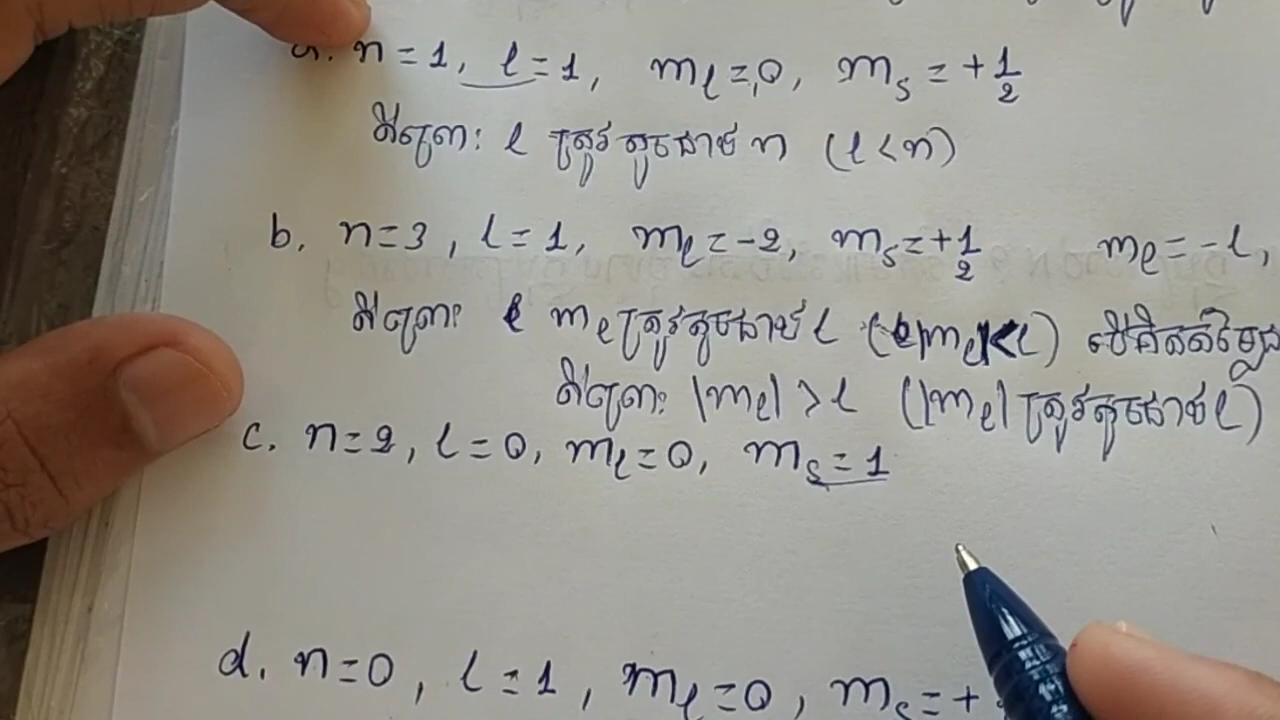 a. n = 1, l = 1, mₗ = 0, mₛ = +1/2
ពីព្រោះ l ត្រូវតូចជាង n (l < n)
b. n = 3, l = 1, mₗ = -2, mₛ = +1/2 mₗ = -l,
ពីព្រោះ mₗ ត្រូវតូចជាង l
ពីព្រោះ |mₗ| > l (|mₗ| ត្រូវតូចជាង l)
c. n = 2, l = 0, mₗ = 0, mₛ = 1
d. n = 0, l = 1, mₗ = 0, mₛ = +